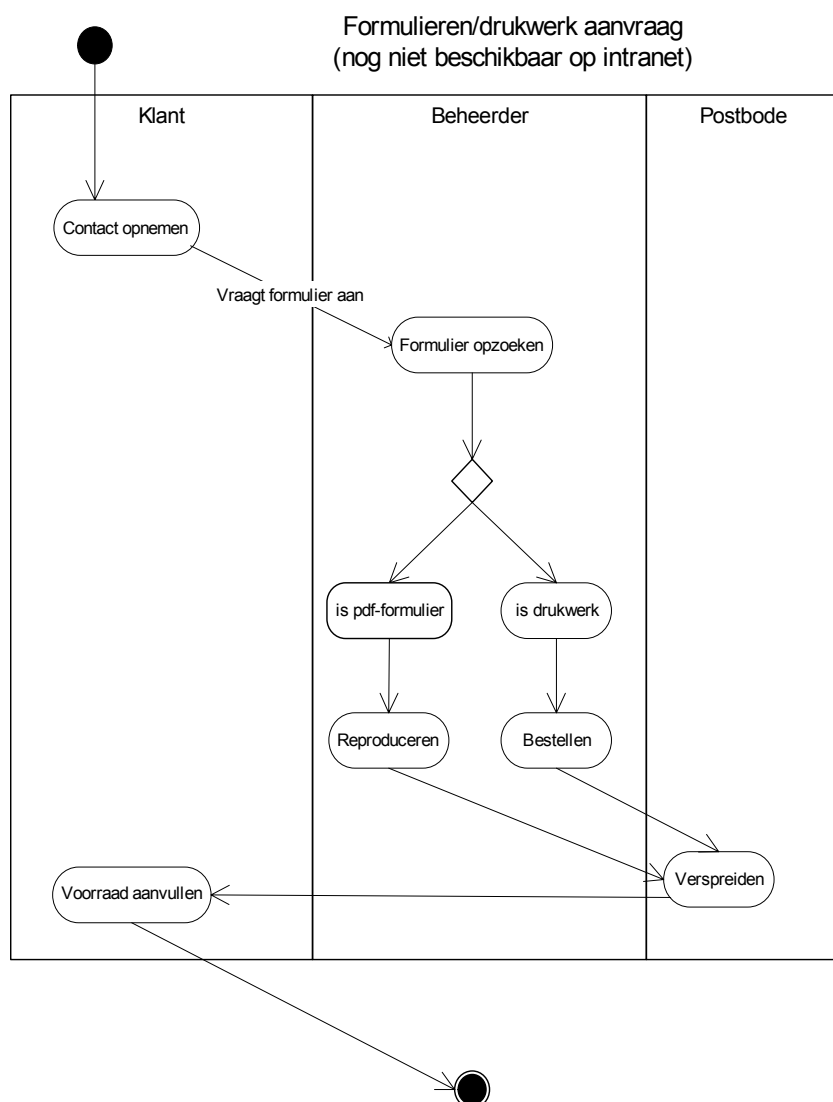 Formulieren/drukwerk aanvraag
(nog niet beschikbaar op intranet)
Klant
Beheerder
Postbode
Contact opnemen
Vraagt formulier aan
Formulier opzoeken
is pdf-formulier
is drukwerk
Reproduceren
Bestellen
Voorraad aanvullen
Verspreiden